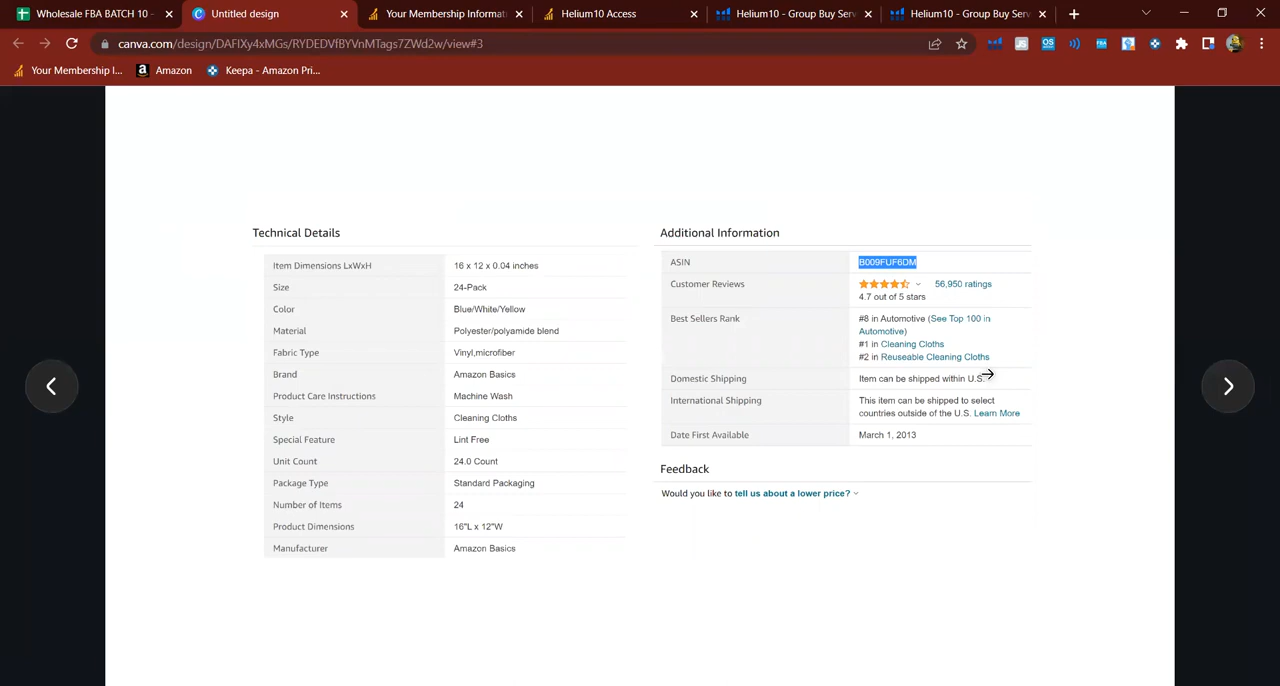 Wholesale FBA BATCH 10 -
Untitled design
Your Membership Informat
Helium10 Access
Helium10 - Group Buy Serv
Helium10 - Group Buy Serv
canva.com/design/DAFIXy4xMGs/RYDEDVfBYVnMTags7ZWd2w/view#3
Your Membership I...
Amazon
Keepa - Amazon Pri...
Technical Details
Item Dimensions LxWxH 16 x 12 x 0.04 inches
Size 24-Pack
Color Blue/White/Yellow
Material Polyester/polyamide blend
Fabric Type Vinyl,microfiber
Brand Amazon Basics
Product Care Instructions Machine Wash
Style Cleaning Cloths
Special Feature Lint Free
Unit Count 24.0 Count
Package Type Standard Packaging
Number of Items 24
Product Dimensions 16"L x 12"W
Manufacturer Amazon Basics
Additional Information
ASIN B009FUF6DM
Customer Reviews 56,950 ratings
4.7 out of 5 stars
Best Sellers Rank #8 in Automotive (See Top 100 in
Automotive)
#1 in Cleaning Cloths
#2 in Reuseable Cleaning Cloths
Domestic Shipping Item can be shipped within U.S.
International Shipping This item can be shipped to select
countries outside of the U.S. Learn More
Date First Available March 1, 2013
Feedback
Would you like to tell us about a lower price?